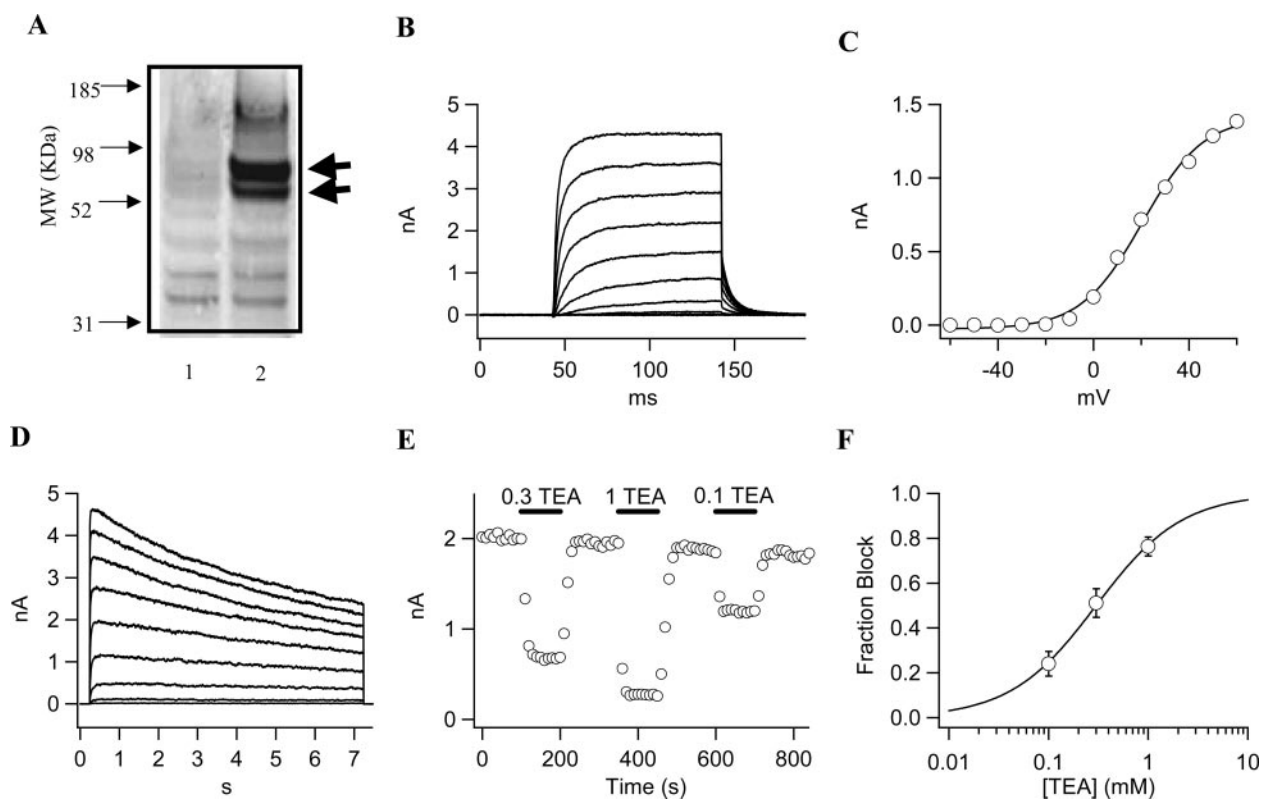 A
MW (KDa)
185
98
52
31
1 2
B
nA
5
4
3
2
1
0
0 50 100 150
ms
C
nA
1.5
1.0
0.5
0.0
-40 0 40
mV
D
nA
5
4
3
2
1
0
0 1 2 3 4 5 6 7
s
E
0.3 TEA 1 TEA 0.1 TEA
nA
2
1
0
0 200 400 600 800
Time (s)
F
Fraction Block
1.0
0.8
0.6
0.4
0.2
0.0
0.01 0.1 1 10
[TEA] (mM)